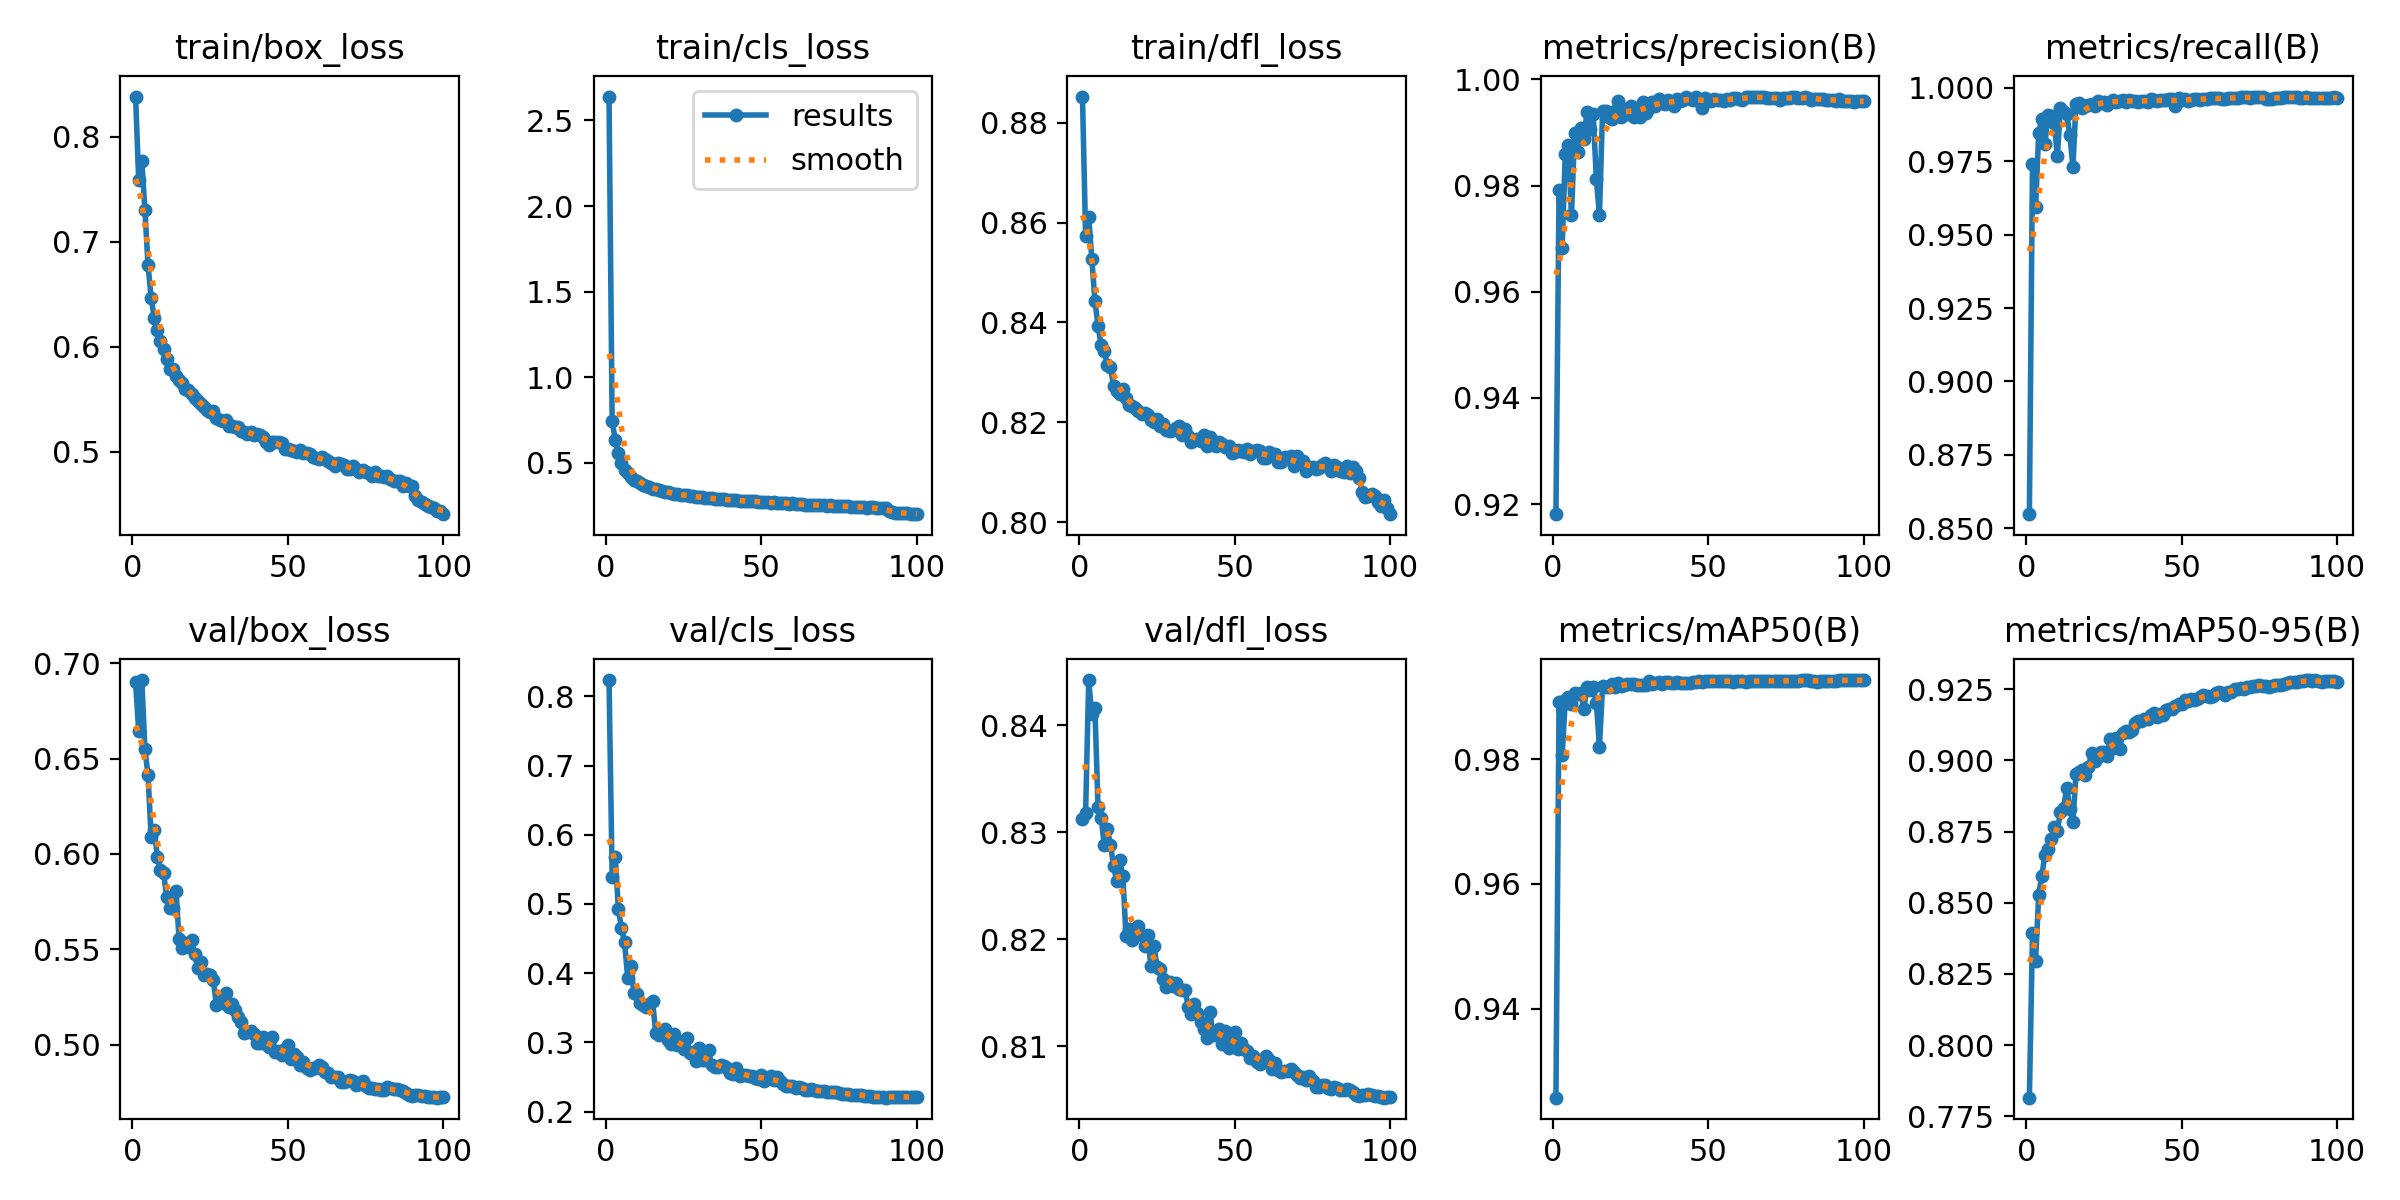 train/box_loss
0.8
0.7
0.6
0.5
0 50 100
train/cls_loss
results
smooth
2.5
2.0
1.5
1.0
0.5
0 50 100
train/dfl_loss
0.88
0.86
0.84
0.82
0.80
0 50 100
metrics/precision(B)
1.00
0.98
0.96
0.94
0.92
0 50 100
metrics/recall(B)
1.000
0.975
0.950
0.925
0.900
0.875
0.850
0 50 100
val/box_loss
0.70
0.65
0.60
0.55
0.50
0 50 100
val/cls_loss
0.8
0.7
0.6
0.5
0.4
0.3
0.2
0 50 100
val/dfl_loss
0.84
0.83
0.82
0.81
0 50 100
metrics/mAP50(B)
0.98
0.96
0.94
0 50 100
metrics/mAP50-95(B)
0.925
0.900
0.875
0.850
0.825
0.800
0.775
0 50 100